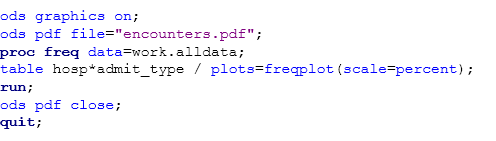 ods graphics on;
ods pdf file="encounters.pdf";
proc freq data=work.alldata;
table hosp*admit_type / plots=freqplot(scale=percent);
run;
ods pdf close;
quit;